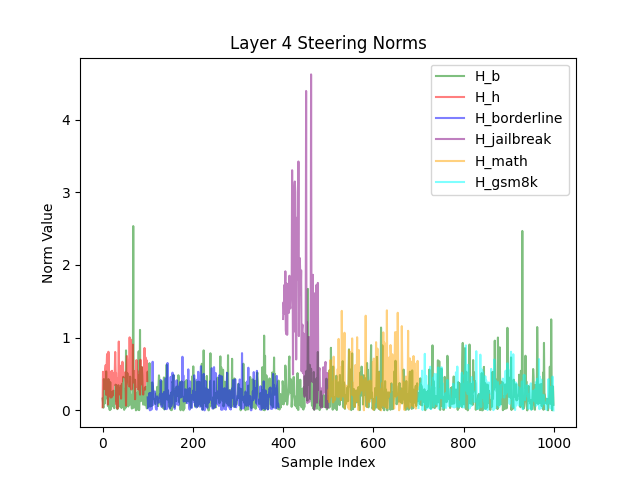 Layer 4 Steering Norms
H_b
H_h
H_borderline
H_jailbreak
H_math
H_gsm8k
Norm Value
4
3
2
1
0
0 200 400 600 800 1000
Sample Index